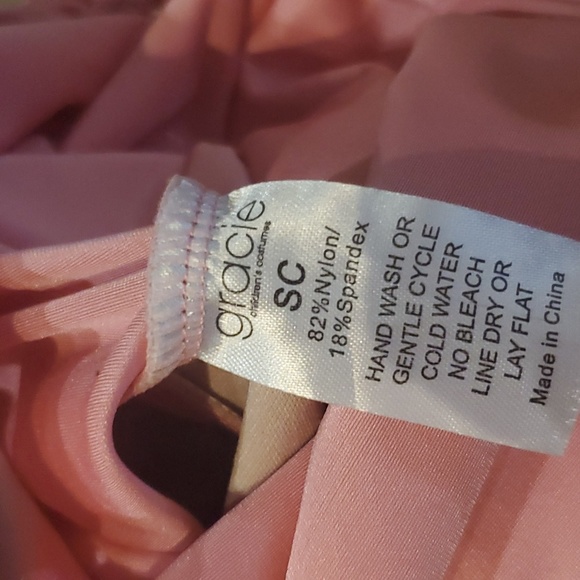 gracie
children's costumes
SC
82%Nylon/
18%Spandex
HAND WASH OR
GENTLE CYCLE
COLD WATER
NO BLEACH
LINE DRY OR
LAY FLAT
Made in China